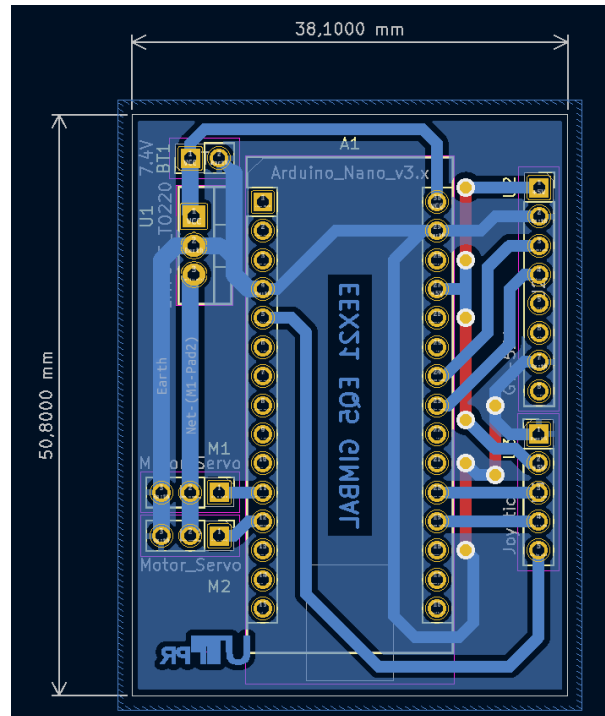 38,1000 mm
50,8000 mm
7.4V
BT1
A1
Arduino_Nano_v3.x
U1
TO220
EEX21 EQ5 GIMBAL
Earth
Net-(M1-Pad2)
M1
Motor_Servo
Motor_Servo
M2
Joystic
UTFPR